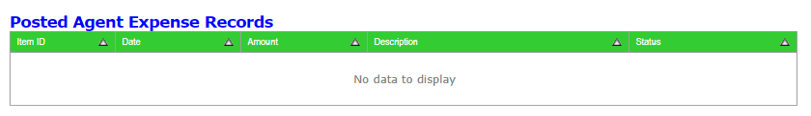 Posted Agent Expense Records
Item ID Date Amount Description Status
No data to display